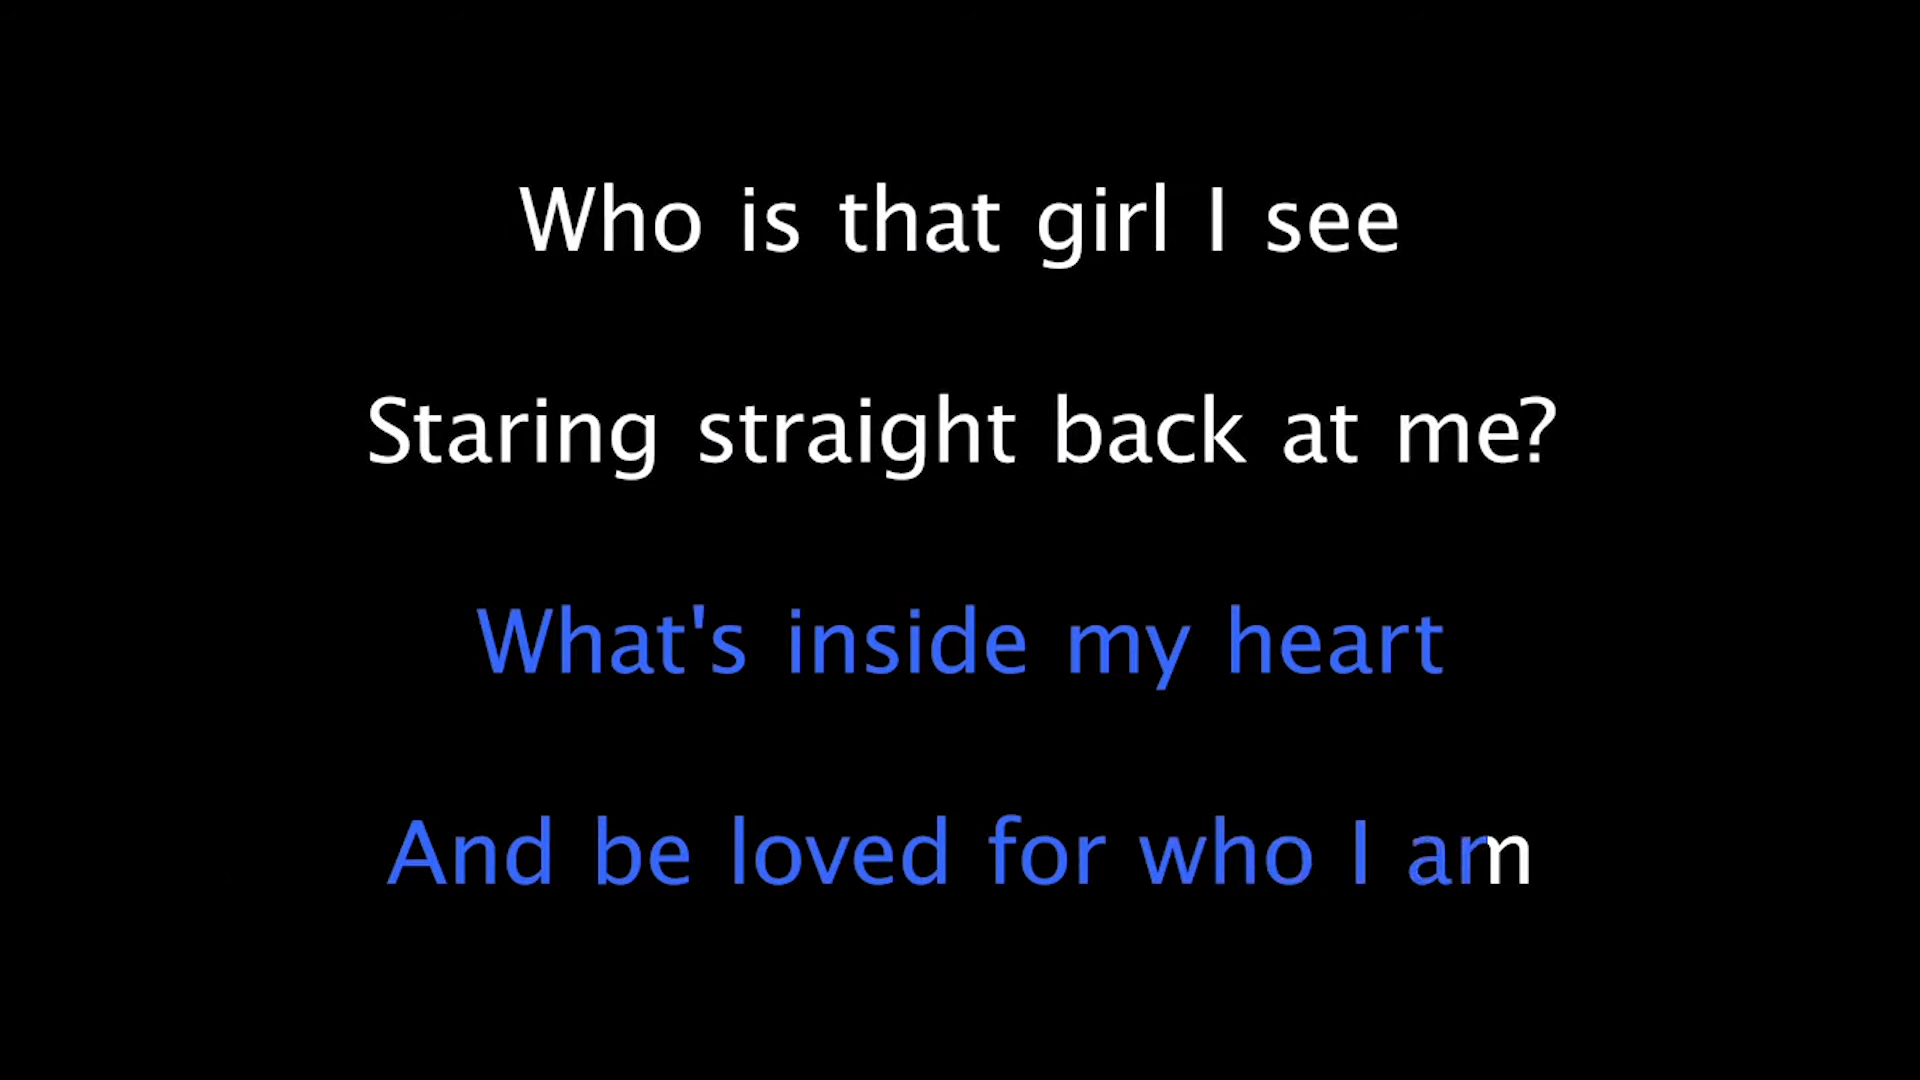 Who is that girl I see
Staring straight back at me?
What's inside my heart
And be loved for who I am